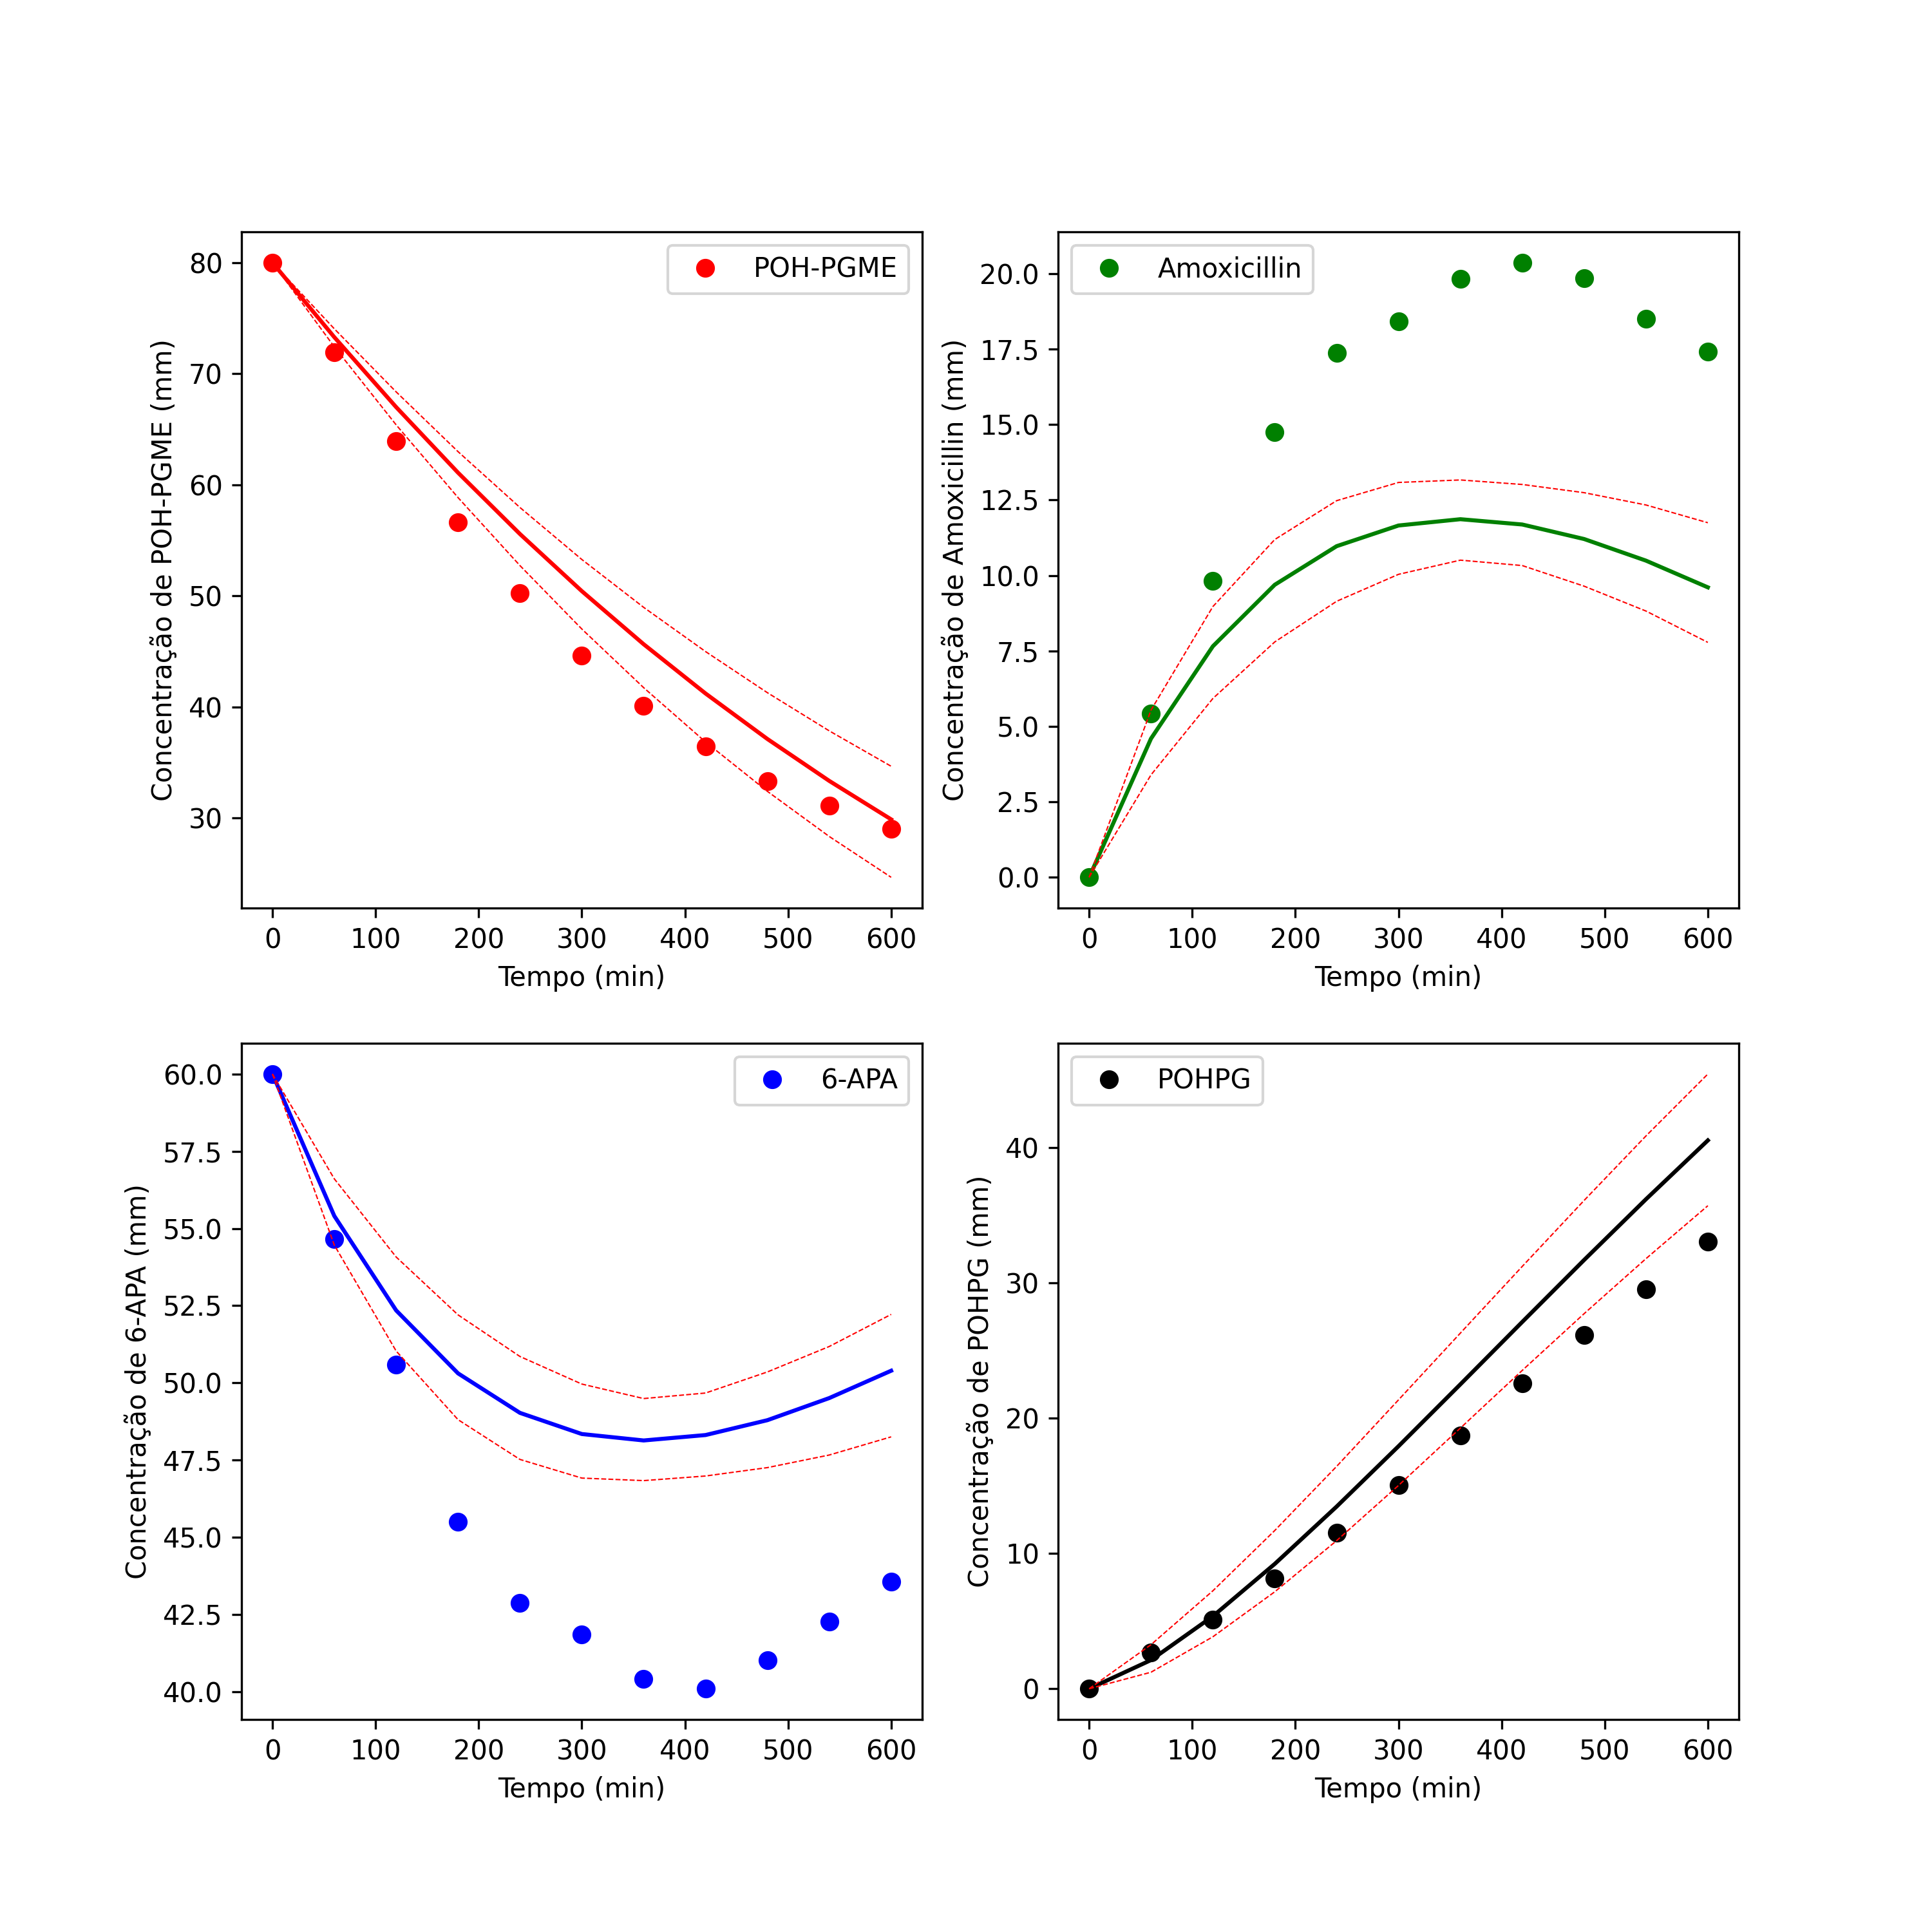 POH-PGME
Concentração de POH-PGME (mm)
80
70
60
50
40
30
0 100 200 300 400 500 600
Tempo (min)
Amoxicillin
Concentração de Amoxicillin (mm)
20.0
17.5
15.0
12.5
10.0
7.5
5.0
2.5
0.0
0 100 200 300 400 500 600
Tempo (min)
6-APA
Concentração de 6-APA (mm)
60.0
57.5
55.0
52.5
50.0
47.5
45.0
42.5
40.0
0 100 200 300 400 500 600
Tempo (min)
POHPG
Concentração de POHPG (mm)
40
30
20
10
0
0 100 200 300 400 500 600
Tempo (min)